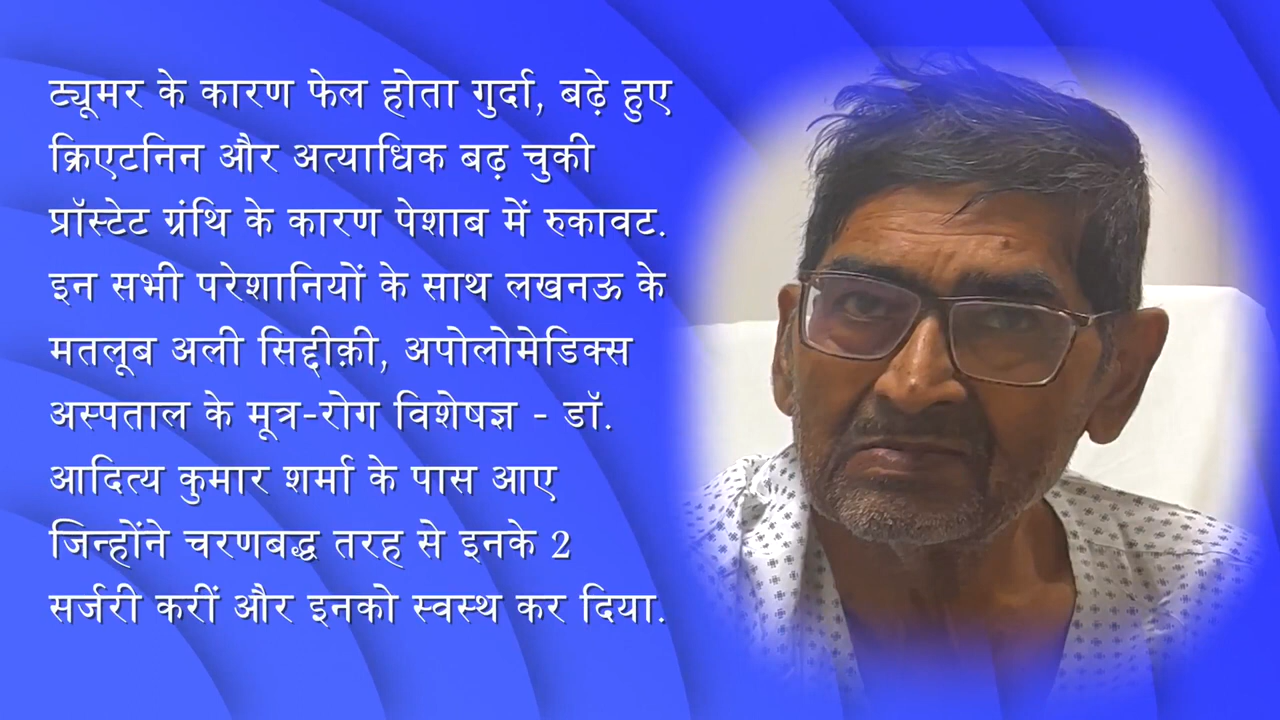 ट्यूमर के कारण फेल होता गुर्दा, बढ़े हुए
क्रिएटनिन और अत्याधिक बढ़ चुकी
प्रॉस्टेट ग्रंथि के कारण पेशाब में रुकावट.
इन सभी परेशानियों के साथ लखनऊ के
मतलूब अली सिद्दीक़ी, अपोलोमेडिक्स
अस्पताल के मूत्र-रोग विशेषज्ञ - डॉ.
आदित्य कुमार शर्मा के पास आए
जिन्होंने चरणबद्ध तरह से इनके 2
सर्जरी करीं और इनको स्वस्थ कर दिया.